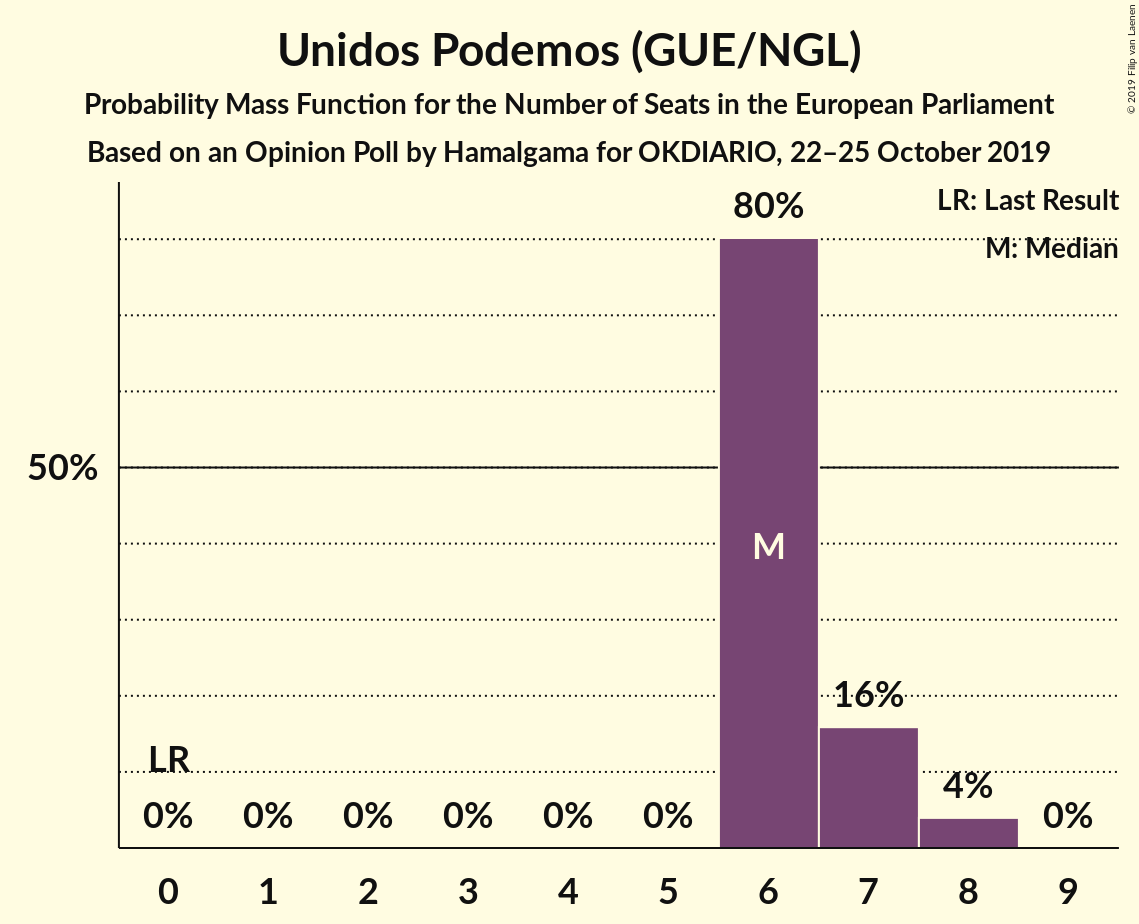 Unidos Podemos (GUE/NGL)
Probability Mass Function for the Number of Seats in the European Parliament
Based on an Opinion Poll by Hamalgama for OKDIARIO, 22–25 October 2019
© 2019 Filip van Laenen
LR: Last Result
M: Median
80%
50%
M
16%
LR
4%
0% 0% 0% 0% 0% 0% 0%
0 1 2 3 4 5 6 7 8 9